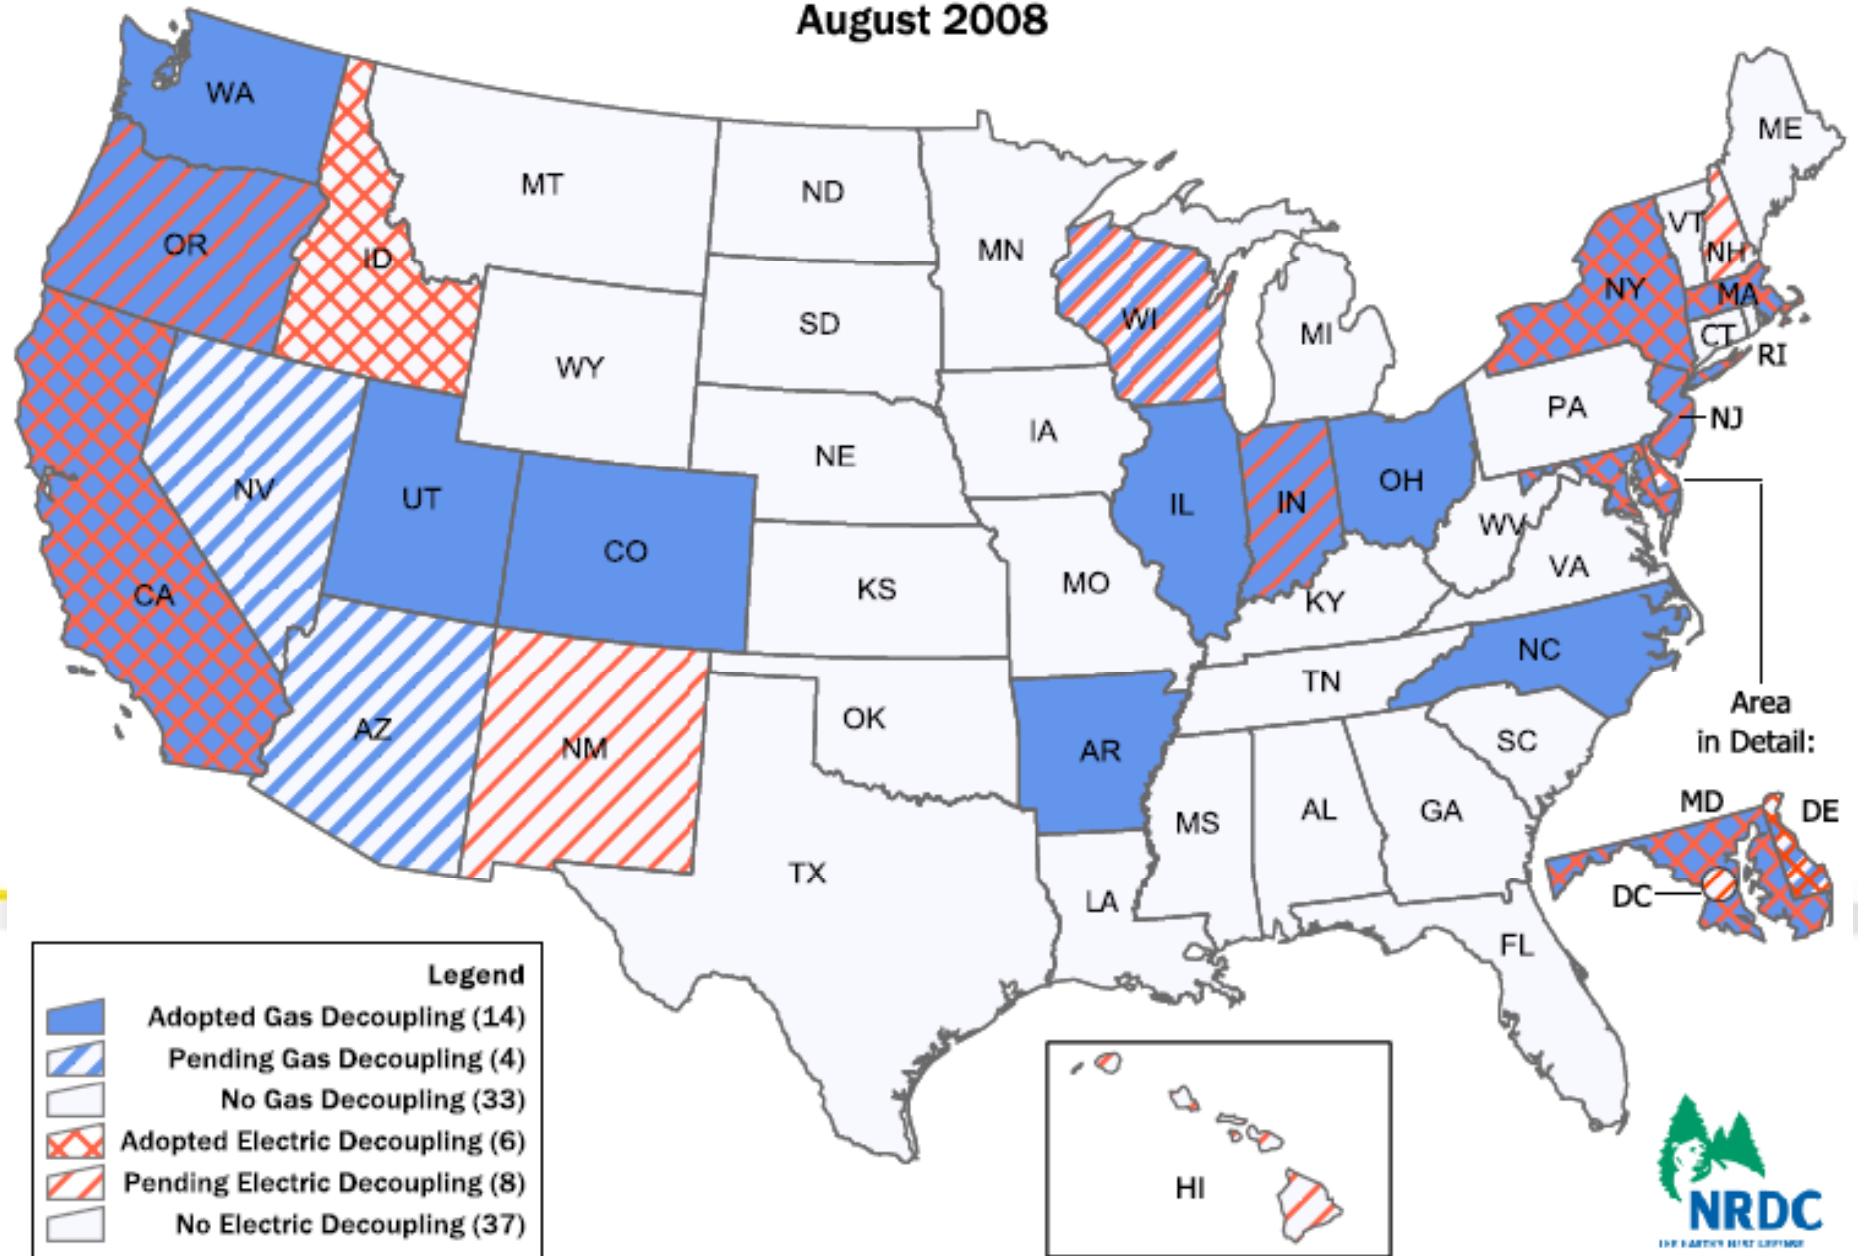 August 2008
WA
MT
ND
MN
ME
VT
NH
OR
ID
SD
WI
MI
NY
MA
CT
RI
WY
IA
PA
NJ
NE
NV
UT
CO
IL
IN
OH
WV
VA
CA
KS
MO
KY
NC
TN
AZ
NM
OK
AR
SC
MS
AL
GA
TX
LA
FL
Area
in Detail:
MD
DE
DC
Legend
Adopted Gas Decoupling (14)
Pending Gas Decoupling (4)
No Gas Decoupling (33)
Adopted Electric Decoupling (6)
Pending Electric Decoupling (8)
No Electric Decoupling (37)
HI
NRDC
THE EARTH'S BEST DEFENSE